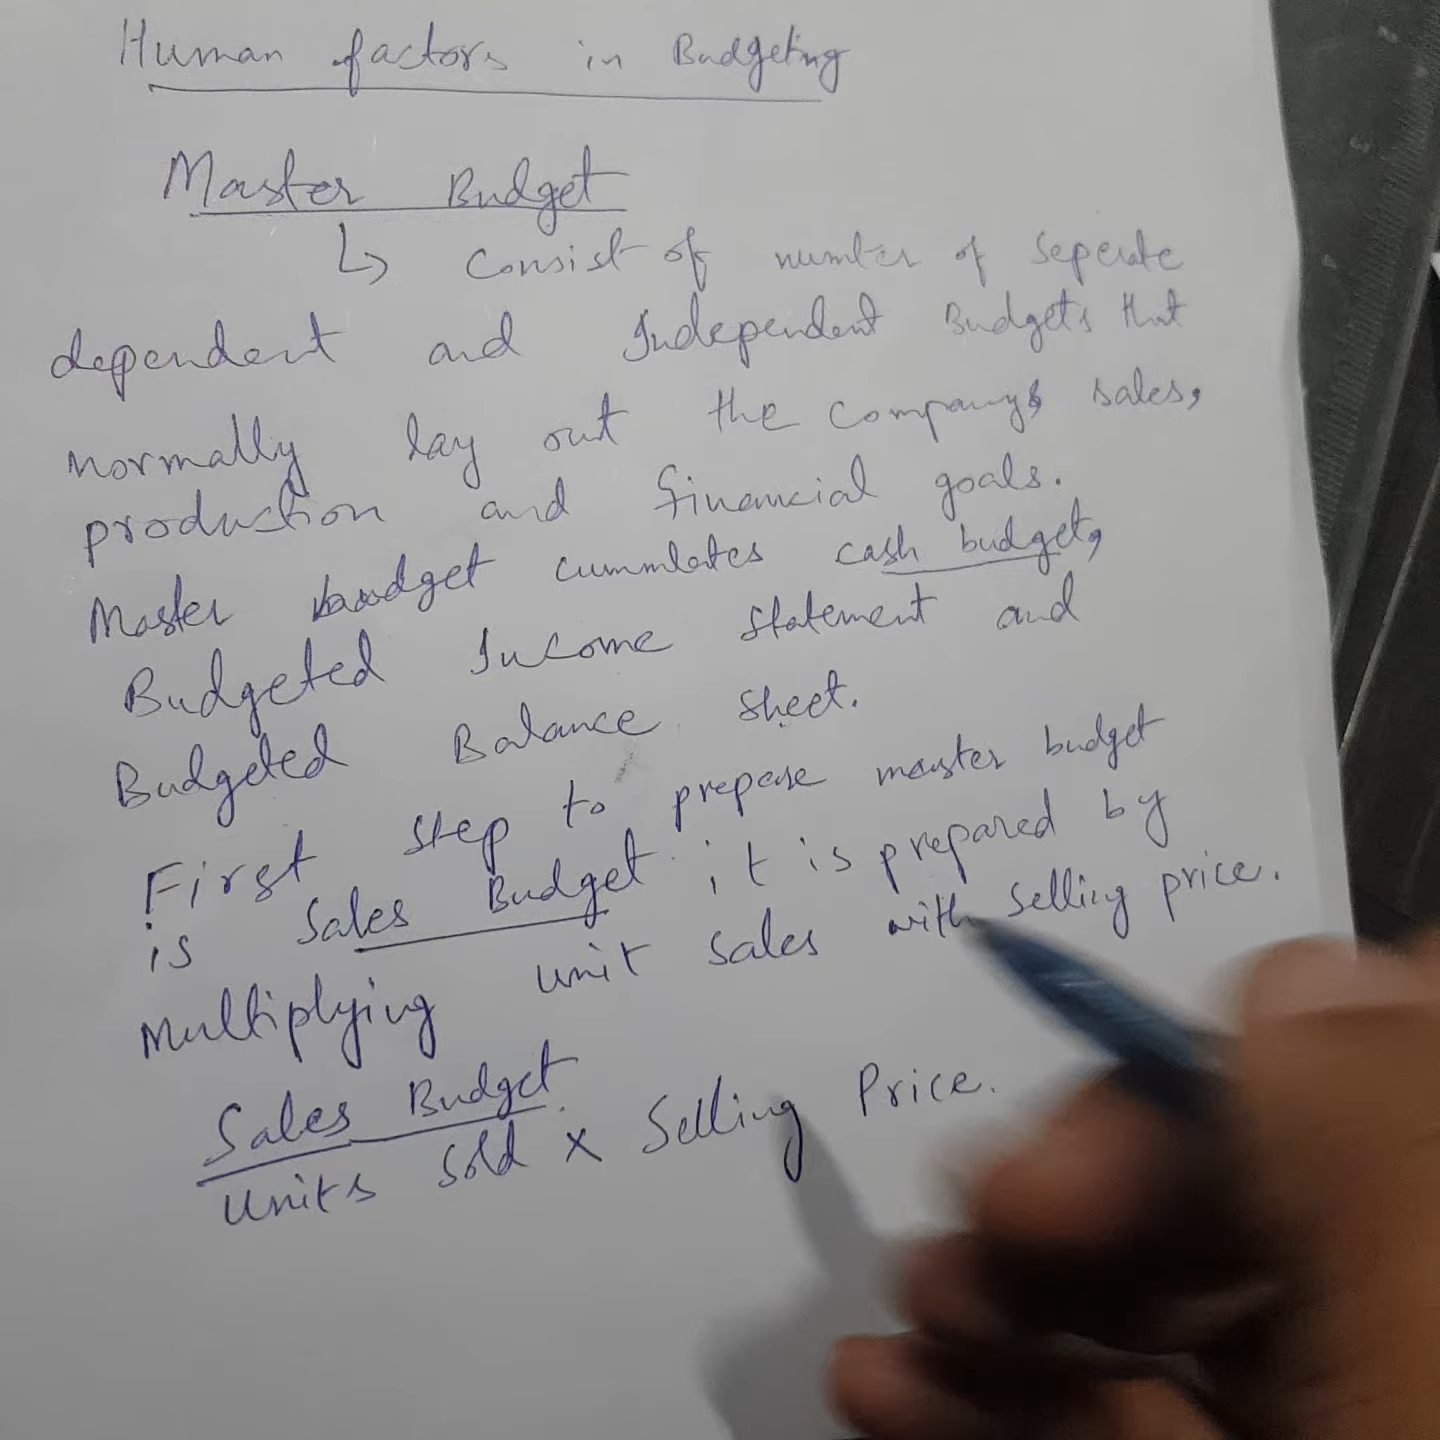 Human factors in Budgeting
Master Budget
↳ Consist of number of Seperate
dependent and Independent Budgets that
normally lay out the Company's sales,
production and financial goals.
Master budget cummlates cash budget,
Budgeted Income Statement and
Budgeted Balance Sheet.
First step to prepare master budget
is Sales Budget it is prepared by
Multiplying unit sales with Selling price.
Sales Budget
Units Sold x Selling Price.